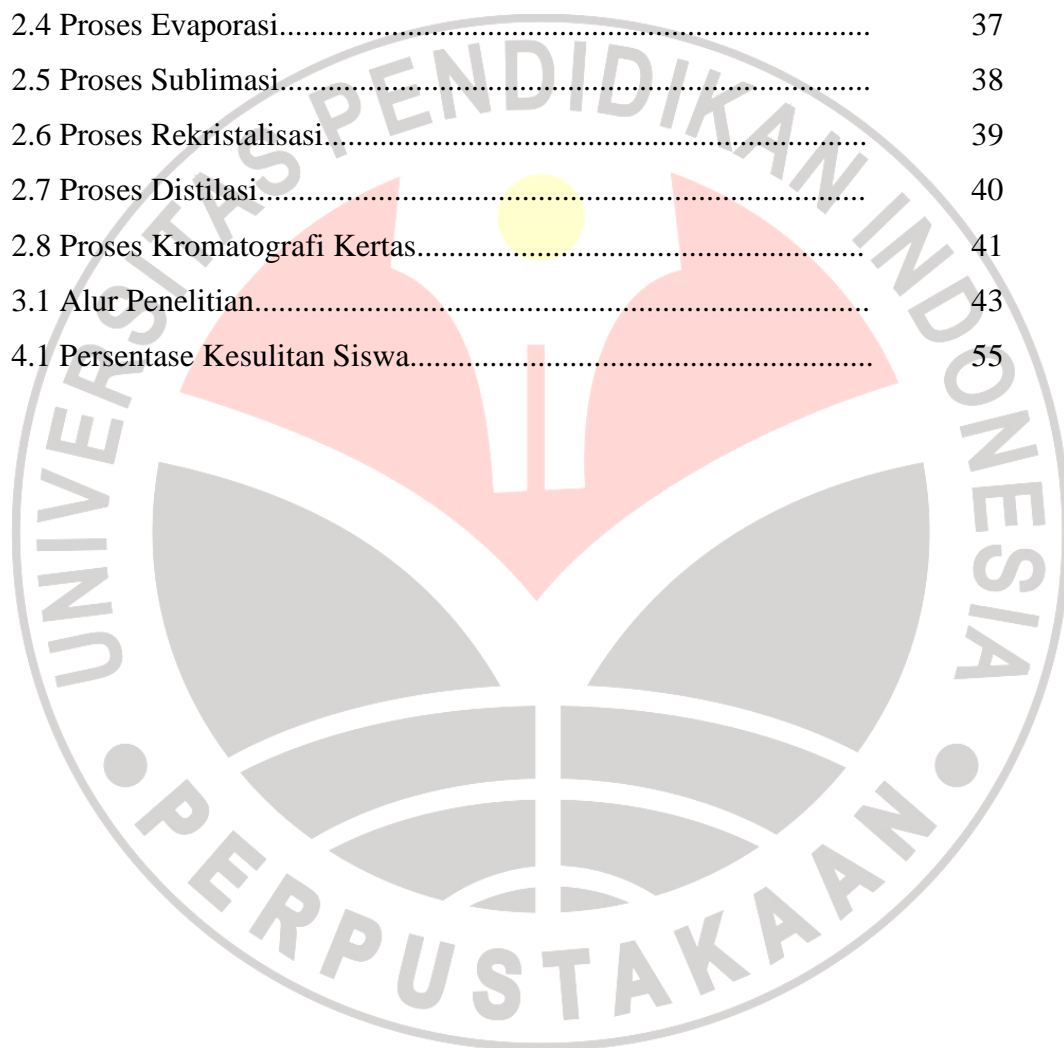 2.4 Proses Evaporasi....................................................................... 37
2.5 Proses Sublimasi....................................................................... 38
2.6 Proses Rekristalisasi................................................................. 39
2.7 Proses Distilasi......................................................................... 40
2.8 Proses Kromatografi Kertas...................................................... 41
3.1 Alur Penelitian.......................................................................... 43
4.1 Persentase Kesulitan Siswa........................................................ 55
UNIVERSITAS PENDIDIKAN INDONESIA
PERPUSTAKAAN